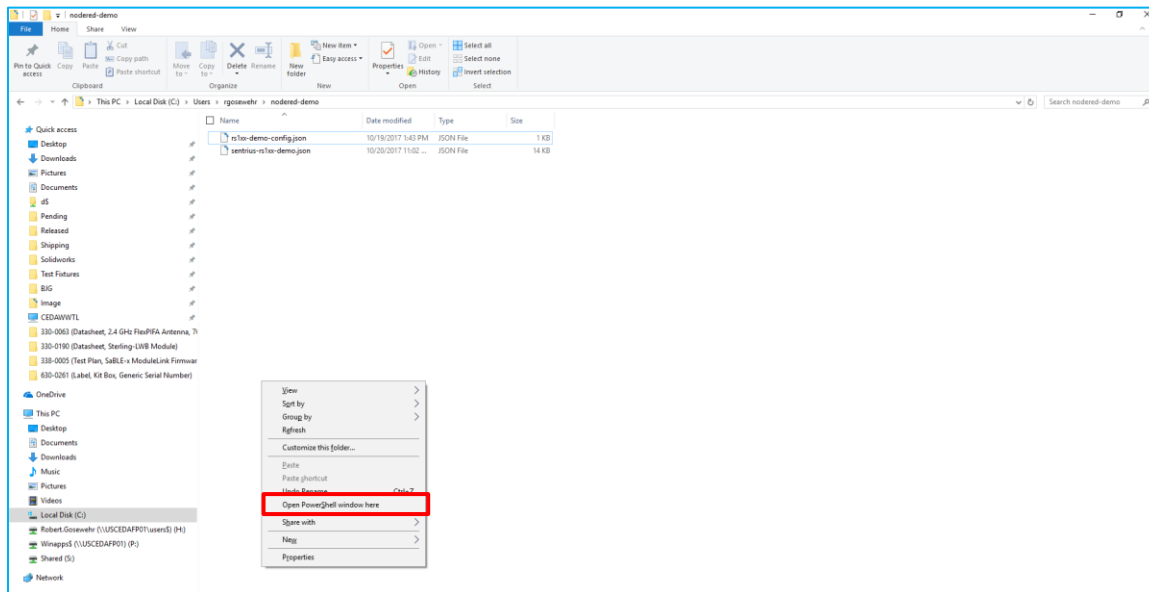 nodered-demo
File Home Share View
Pin to Quick access
Copy
Paste
Cut
Copy path
Paste shortcut
Clipboard
Move to
Copy to
Delete
Rename
Organize
New folder
New item
Easy access
New
Properties
Open
Edit
History
Open
Select all
Select none
Invert selection
Select
This PC > Local Disk (C:) > Users > rgosewehr > nodered-demo
Search nodered-demo
Name Date modified Type Size
rs1xx-demo-config.json 10/19/2017 1:43 PM JSON File 1 KB
sentrius-rs1xx-demo.json 10/20/2017 11:02 ... JSON File 14 KB
Quick access
Desktop
Downloads
Pictures
Documents
d$
Pending
Released
Shipping
Solidworks
Test Fixtures
BJG
Image
CEDAWWTL
330-0063 (Datasheet, 2.4 GHz FlexPIFA Antenna, 
330-0190 (Datasheet, Sterling-LWB Module)
338-0005 (Test Plan, SaBLE-x ModuleLink Firmwar
630-0261 (Label, Kit Box, Generic Serial Number)
OneDrive
This PC
Desktop
Documents
Downloads
Music
Pictures
Videos
Local Disk (C:)
Robert.Gosewehr (\\USCEDAFP01\users$) (H:)
Winapps$ (\\USCEDAFP01) (P:)
Shared (S:)
Network
View
Sort by
Group by
Refresh
Customize this folder...
Paste
Paste shortcut
Undo Rename Ctrl+Z
Open PowerShell window here
Share with
New
Properties